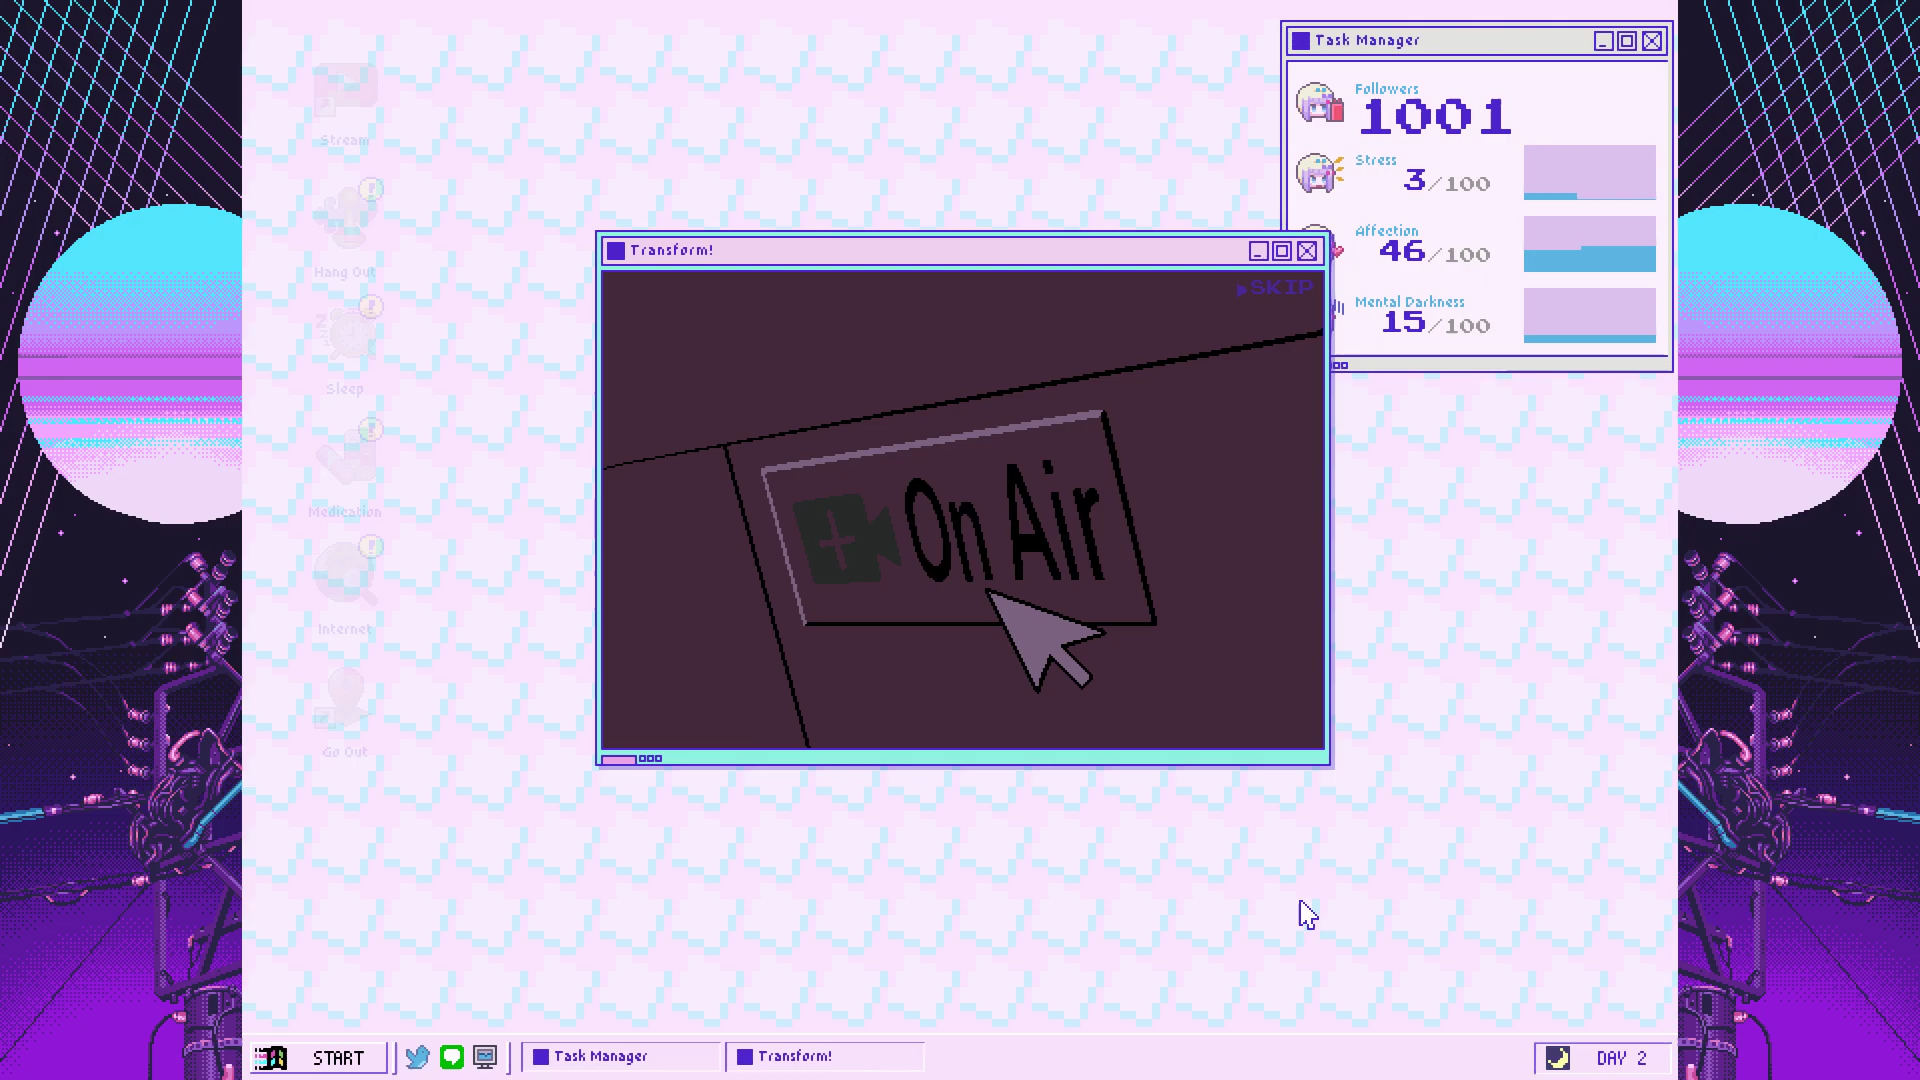 Stream
Hang Out
Sleep
Medication
Internet
Go Out
Task Manager
Followers
1001
Stress
3/100
Affection
46/100
Mental Darkness
15/100
Transform!
▶SKIP
On Air
START
Task Manager
Transform!
DAY 2